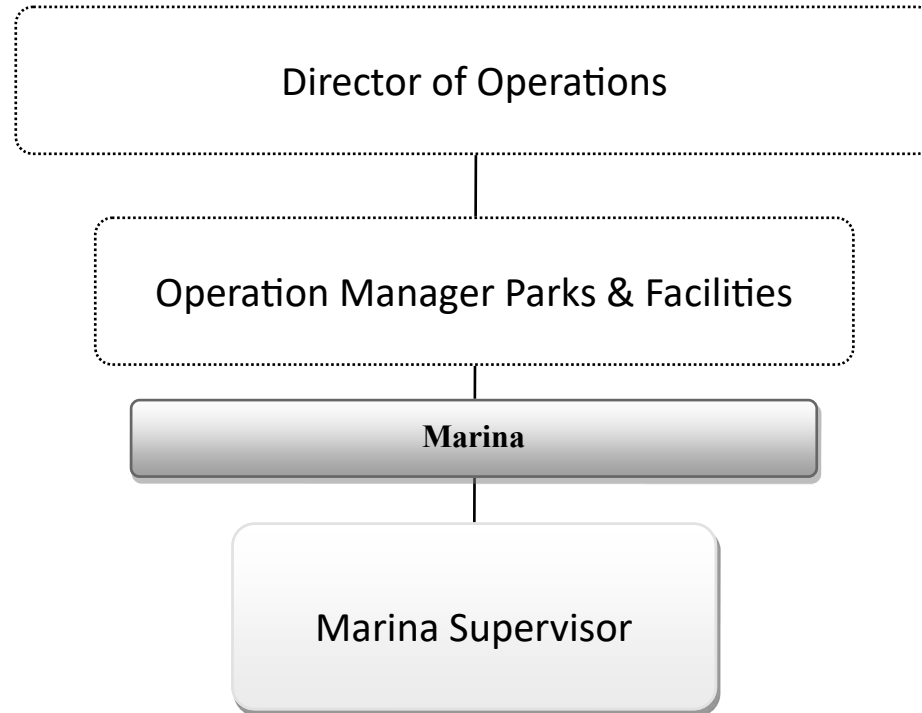 Director of Operations
Operation Manager Parks & Facilities
Marina
Marina Supervisor